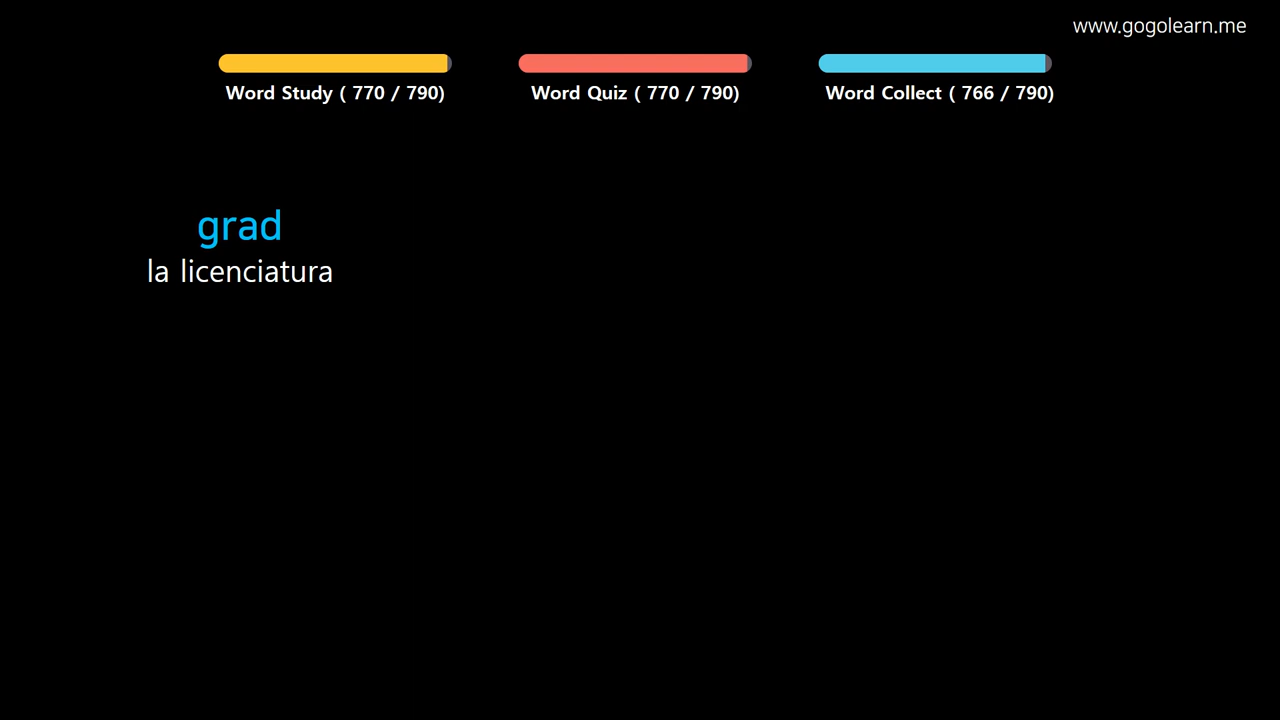 www.gogolearn.me
Word Study ( 770 / 790)
Word Quiz ( 770 / 790)
Word Collect ( 766 / 790)
grad
la licenciatura